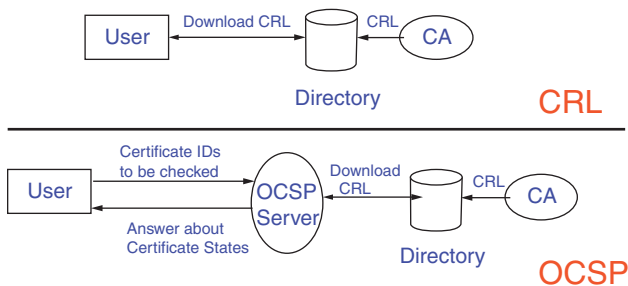 User
Download CRL
CRL
CA
Directory
CRL
User
Certificate IDs
to be checked
Answer about
Certificate States
OCSP
Server
Download
CRL
CRL
CA
Directory
OCSP